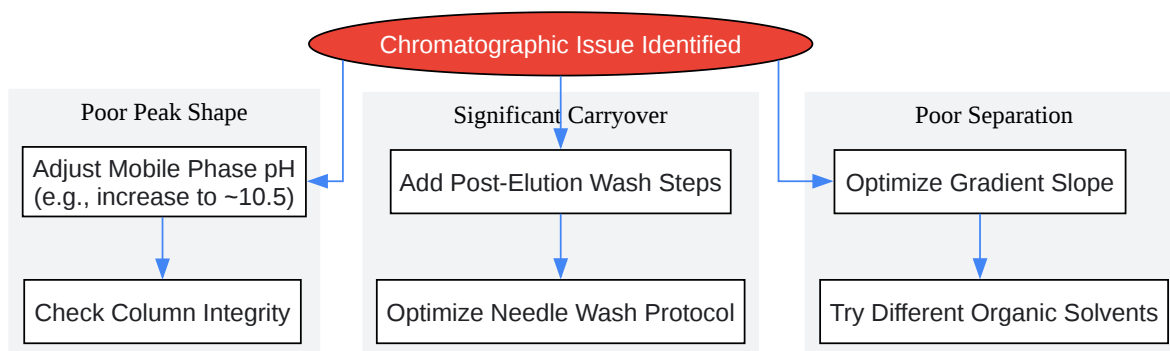 Chromatographic Issue Identified
Poor Peak Shape
Adjust Mobile Phase pH
(e.g., increase to ~10.5)
Check Column Integrity
Significant Carryover
Add Post-Elution Wash Steps
Optimize Needle Wash Protocol
Poor Separation
Optimize Gradient Slope
Try Different Organic Solvents